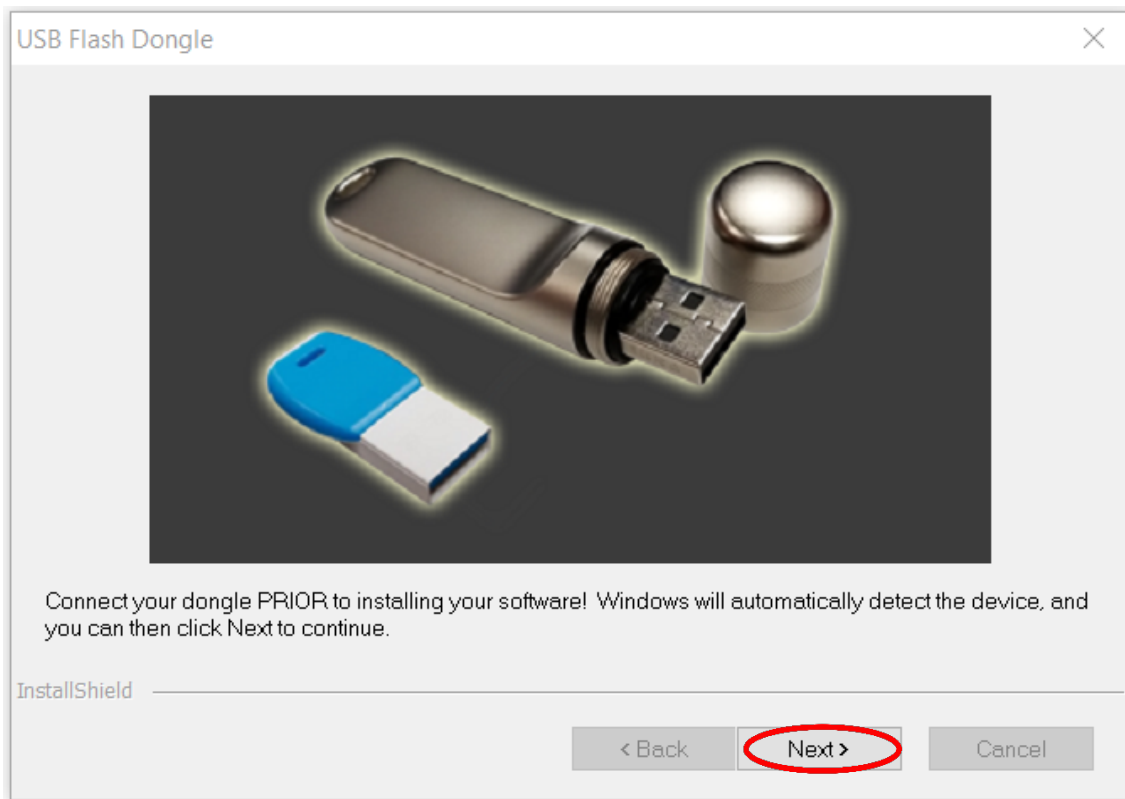 USB Flash Dongle
Connect your dongle PRIOR to installing your software! Windows will automatically detect the device, and
you can then click Next to continue.
InstallShield
< Back Next > Cancel